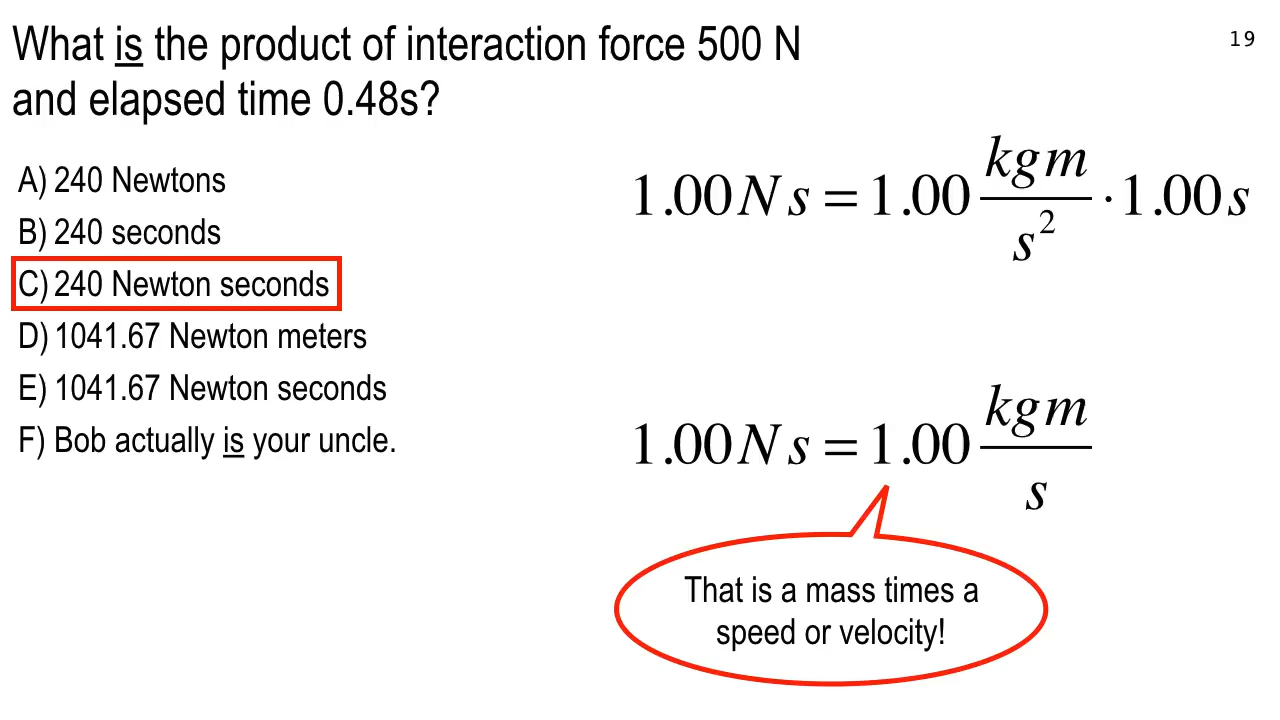 What is the product of interaction force 500 N
and elapsed time 0.48s?
19
A) 240 Newtons
B) 240 seconds
C) 240 Newton seconds
D) 1041.67 Newton meters
E) 1041.67 Newton seconds
F) Bob actually is your uncle.
1.00 N s = 1.00 kg m / s² · 1.00 s
1.00 N s = 1.00 kg m / s
That is a mass times a
speed or velocity!